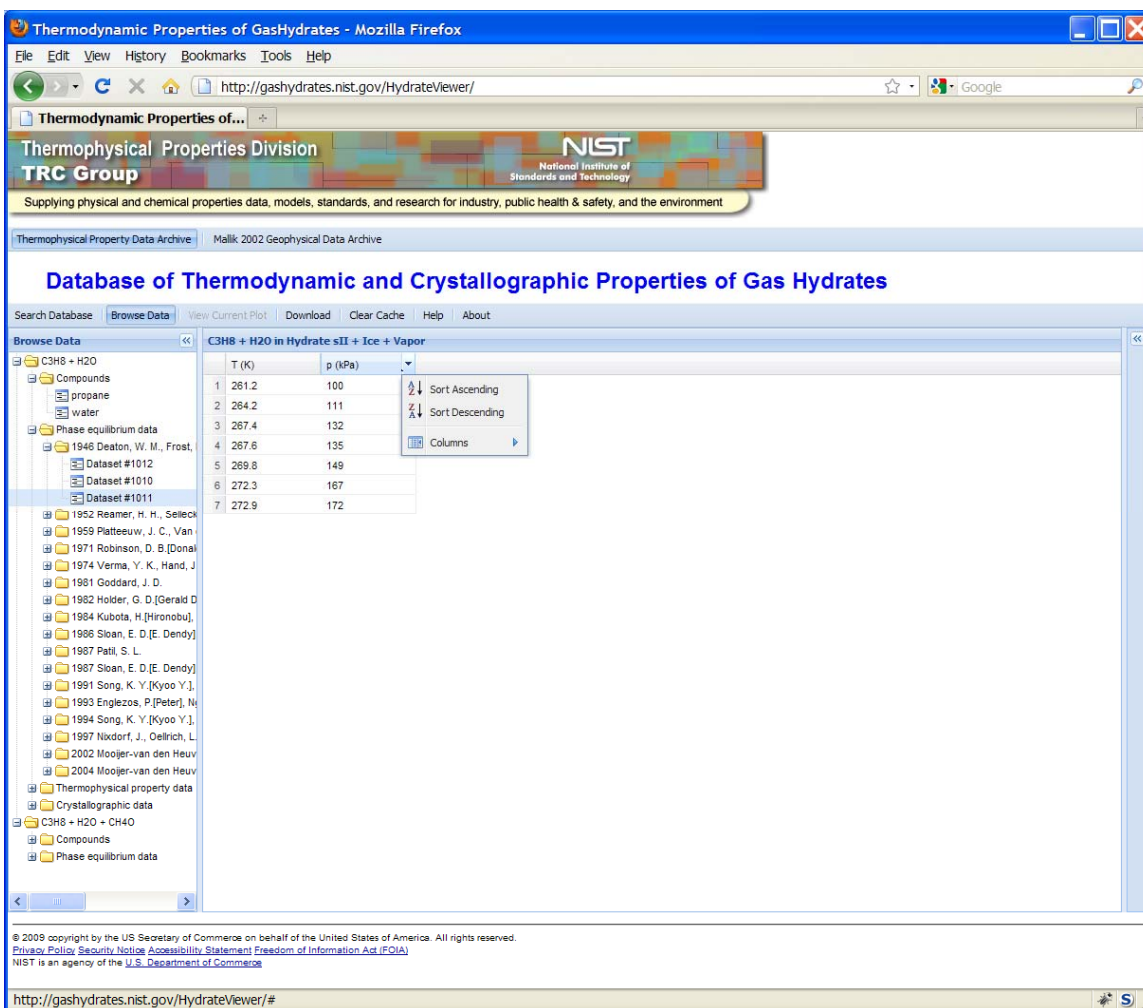 Thermodynamic Properties of GasHydrates - Mozilla Firefox
File Edit View History Bookmarks Tools Help
http://gashydrates.nist.gov/HydrateViewer/
Google
Thermodynamic Properties of...
Thermophysical Properties Division
TRC Group
NIST
National Institute of
Standards and Technology
Supplying physical and chemical properties data, models, standards, and research for industry, public health & safety, and the environment
Thermophysical Property Data Archive Mallik 2002 Geophysical Data Archive
Database of Thermodynamic and Crystallographic Properties of Gas Hydrates
Search Database Browse Data View Current Plot Download Clear Cache Help About
Browse Data
C3H8 + H2O
Compounds
propane
water
Phase equilibrium data
1946 Deaton, W. M., Frost,
Dataset #1012
Dataset #1010
Dataset #1011
1952 Reamer, H. H., Selleck
1959 Platteeuw, J. C., Van
1971 Robinson, D. B.[Donal
1974 Verma, Y. K., Hand, J
1981 Goddard, J. D.
1982 Holder, G. D.[Gerald D
1984 Kubota, H.[Hironobu],
1986 Sloan, E. D.[E. Dendy]
1987 Patil, S. L.
1987 Sloan, E. D.[E. Dendy]
1991 Song, K. Y.[Kyoo Y.],
1993 Englezos, P.[Peter], N
1994 Song, K. Y.[Kyoo Y.],
1997 Nixdorf, J., Oellrich, L.
2002 Mooijer-van den Heuv
2004 Mooijer-van den Heuv
Thermophysical property data
Crystallographic data
C3H8 + H2O + CH4O
Compounds
Phase equilibrium data
C3H8 + H2O in Hydrate sII + Ice + Vapor
T (K) p (kPa)
1 261.2 100
2 264.2 111
3 267.4 132
4 267.6 135
5 269.8 149
6 272.3 167
7 272.9 172
Sort Ascending
Sort Descending
Columns
© 2009 copyright by the US Secretary of Commerce on behalf of the United States of America. All rights reserved.
Privacy Policy Security Notice Accessibility Statement Freedom of Information Act (FOIA)
NIST is an agency of the U.S. Department of Commerce
http://gashydrates.nist.gov/HydrateViewer/#